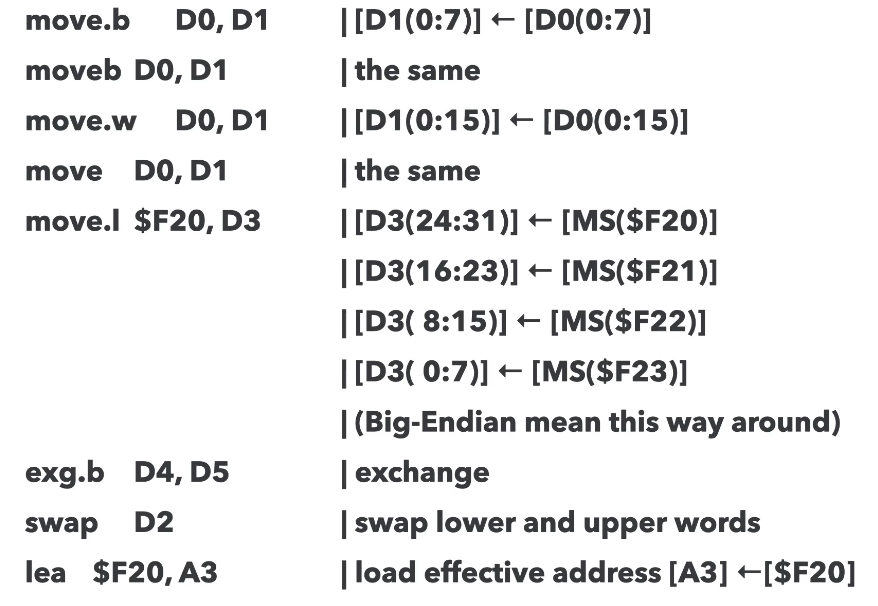 move.b D0, D1 | [D1(0:7)] ← [D0(0:7)]
moveb D0, D1 | the same
move.w D0, D1 | [D1(0:15)] ← [D0(0:15)]
move D0, D1 | the same
move.l $F20, D3 | [D3(24:31)] ← [MS($F20)]
| [D3(16:23)] ← [MS($F21)]
| [D3( 8:15)] ← [MS($F22)]
| [D3( 0:7)] ← [MS($F23)]
| (Big-Endian mean this way around)
exg.b D4, D5 | exchange
swap D2 | swap lower and upper words
lea $F20, A3 | load effective address [A3] ←[$F20]